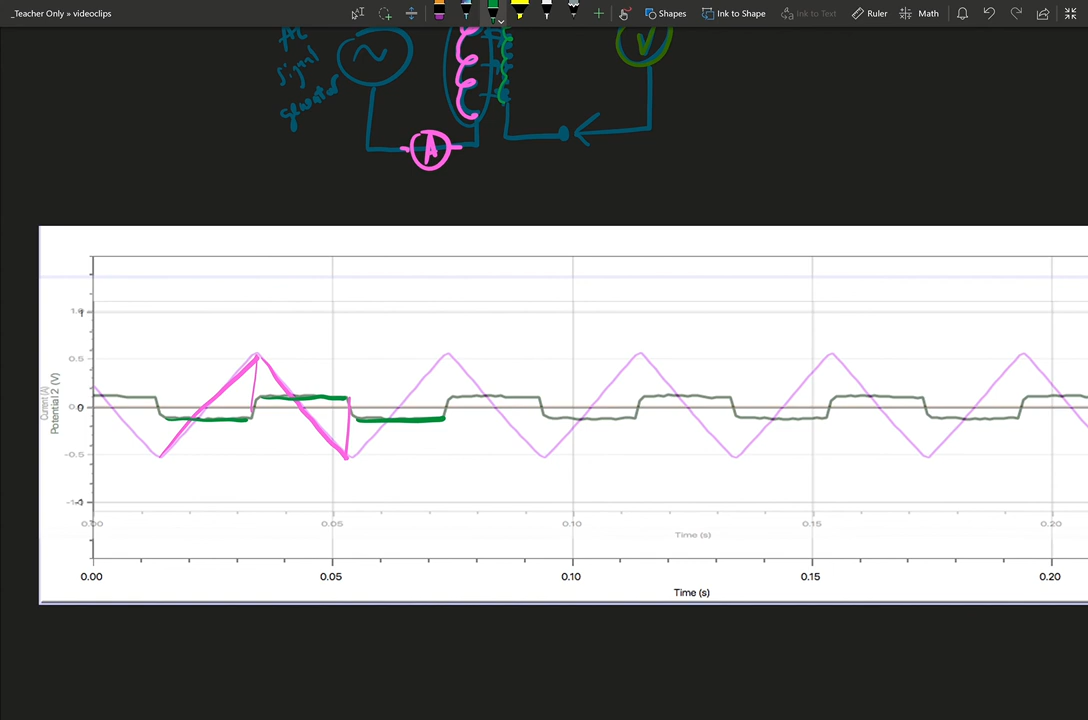 _Teacher Only » videoclips
Shapes
Ink to Shape
Ink to Text
Ruler
Math
AC
signal
generator
V
A
1.0
0.5
0
-0.5
-1
Current (A)
Potential 2 (V)
0.00 0.05 0.10 0.15 0.20
Time (s)
0.00 0.05 0.10 0.15 0.20
Time (s)